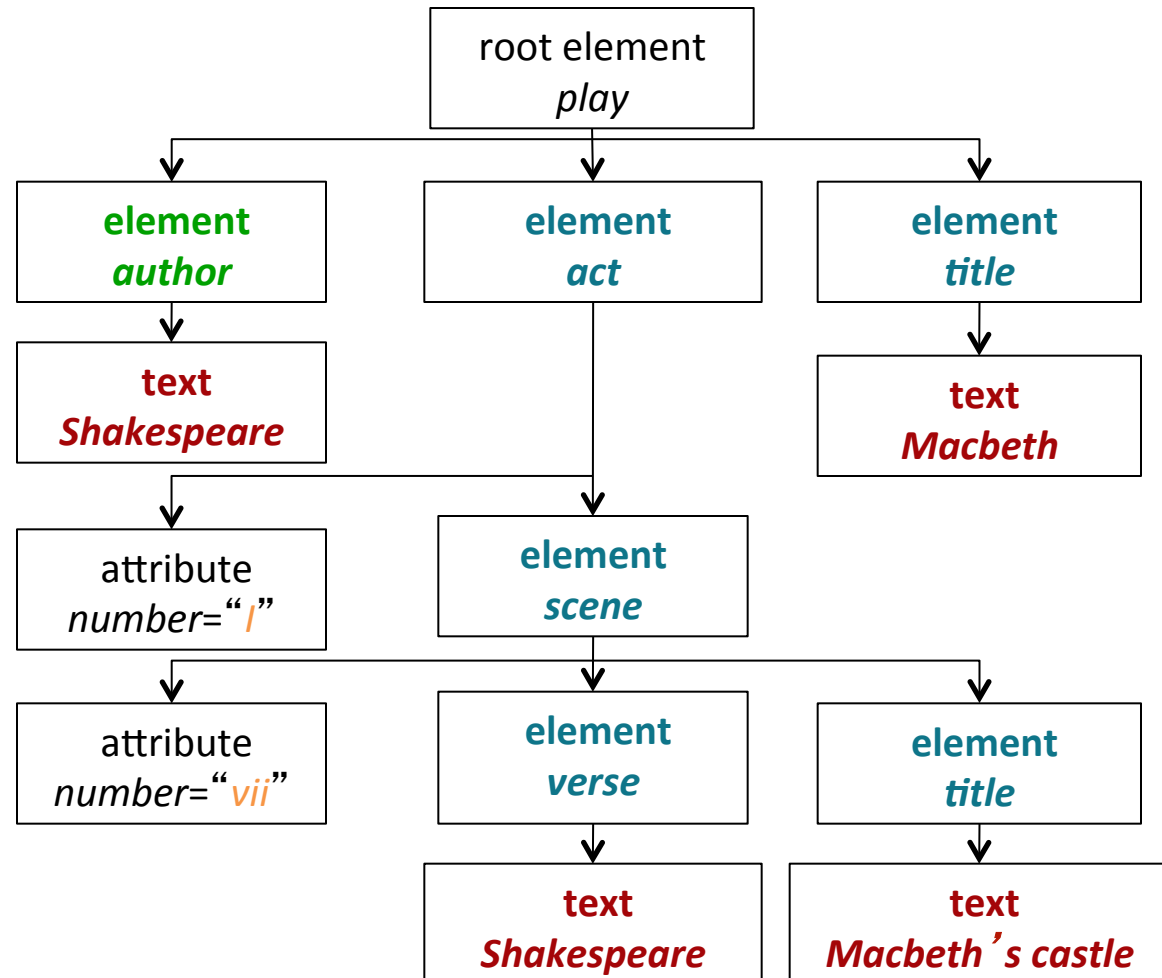 root element
play
element
author
element
act
element
title
text
Shakespeare
text
Macbeth
attribute
number=“I”
element
scene
attribute
number=“vii”
element
verse
element
title
text
Shakespeare
text
Macbeth’s castle